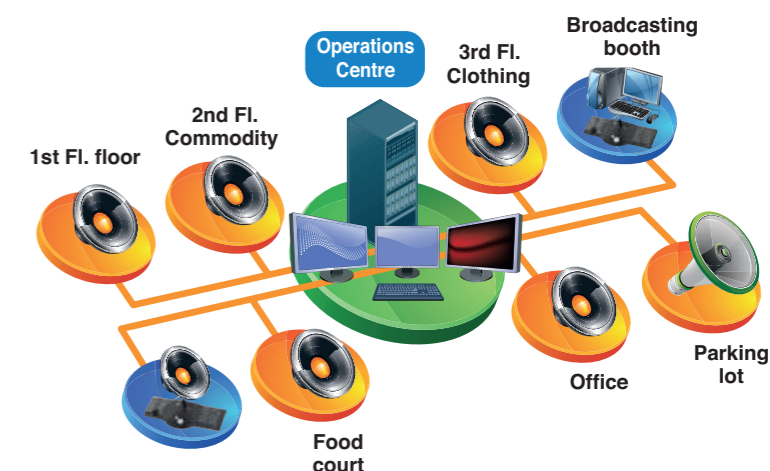 Broadcasting
booth
Operations
Centre
3rd Fl.
Clothing
2nd Fl.
Commodity
1st Fl. floor
Parking
lot
Office
Food
court